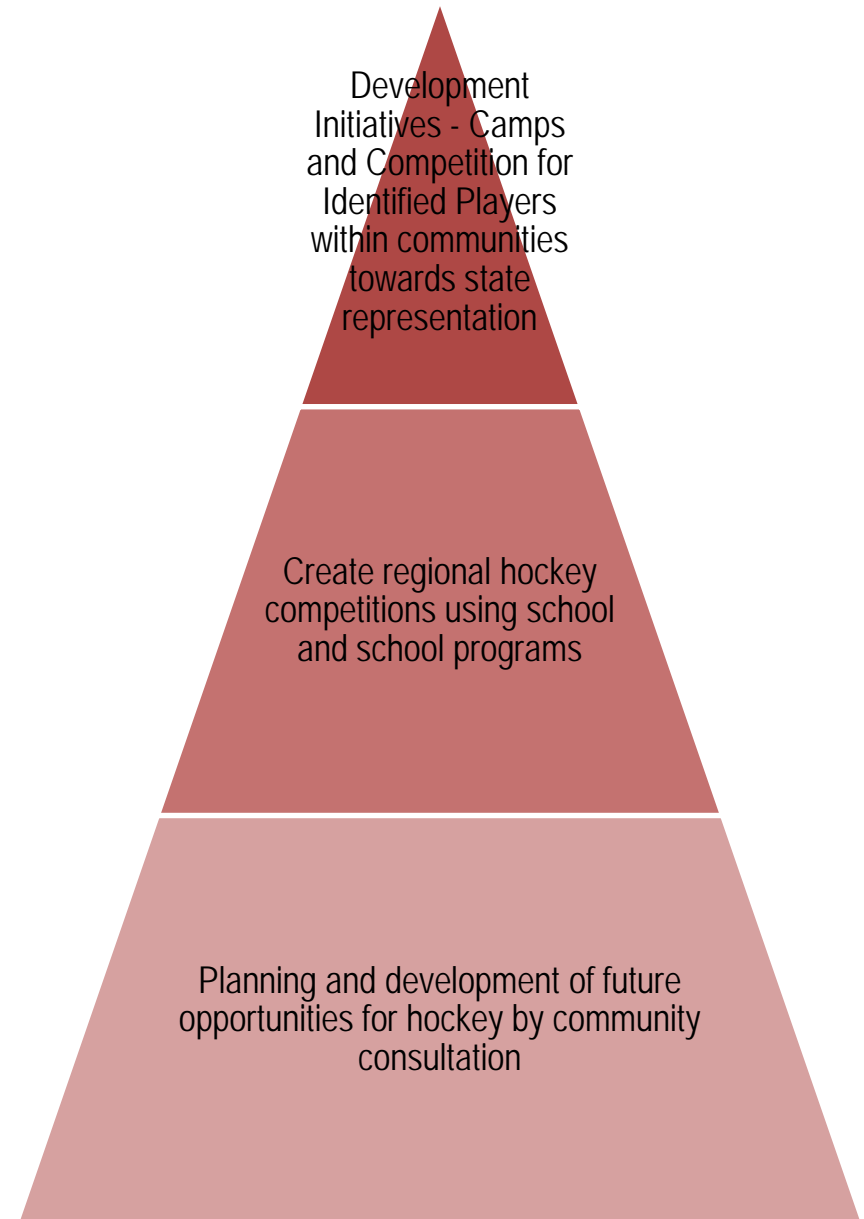 Development
Initiatives - Camps
and Competition for
Identified Players
within communities
towards state
representation
Create regional hockey
competitions using school
and school programs
Planning and development of future
opportunities for hockey by community
consultation